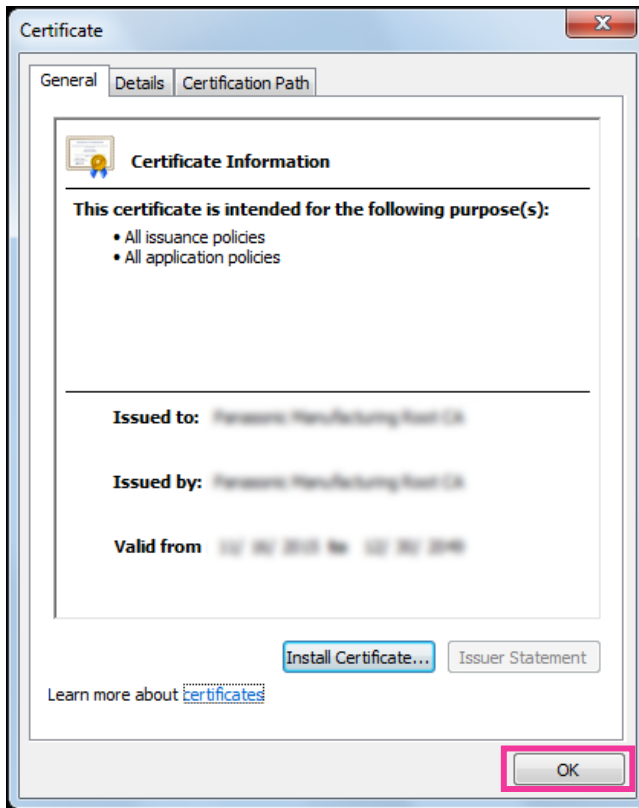 Certificate
General Details Certification Path
Certificate Information
This certificate is intended for the following purpose(s):
• All issuance policies
• All application policies
Issued to:
Issued by:
Valid from
Install Certificate... Issuer Statement
Learn more about certificates
OK